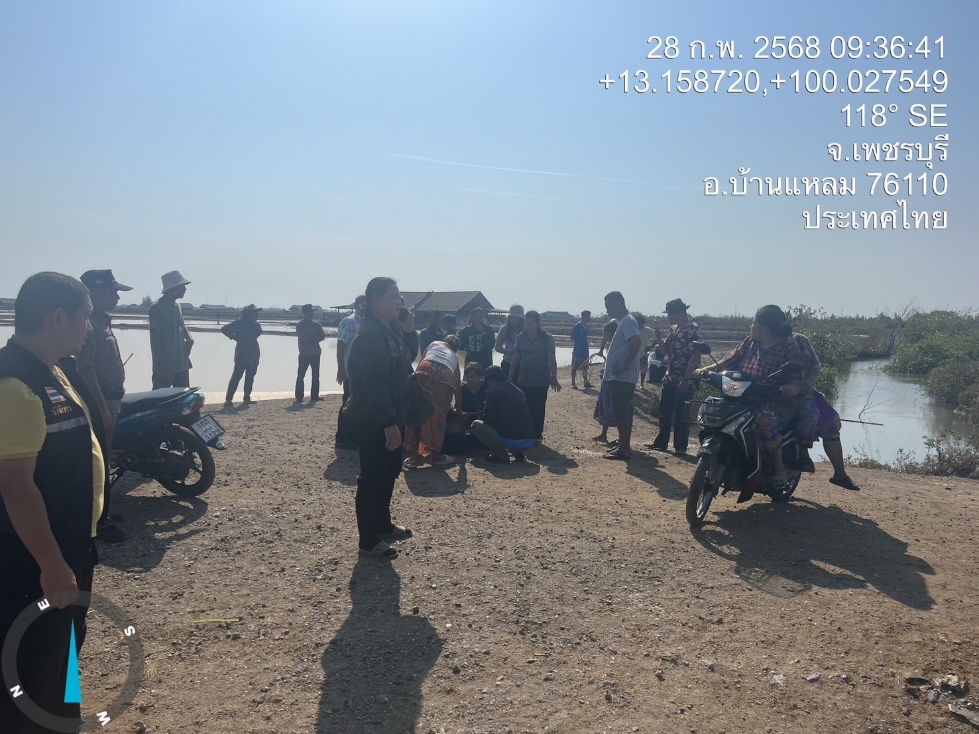 28 ก.พ. 2568 09:36:41
+13.158720,+100.027549
118° SE
จ.เพชรบุรี
อ.บ้านแหลม 76110
ประเทศไทย
E
S
N
W